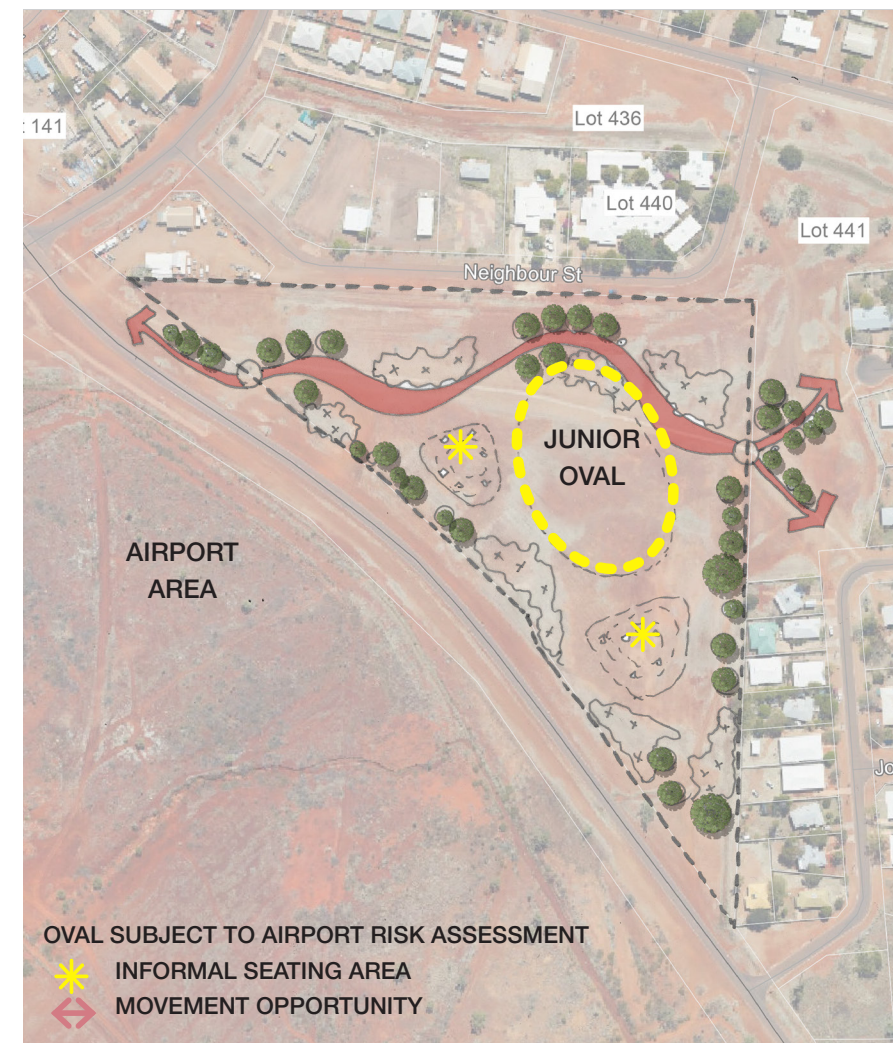 : 141
Lot 436
Lot 440
Lot 441
Neighbour St
JUNIOR
OVAL
AIRPORT
AREA
Jo
OVAL SUBJECT TO AIRPORT RISK ASSESSMENT
INFORMAL SEATING AREA
MOVEMENT OPPORTUNITY